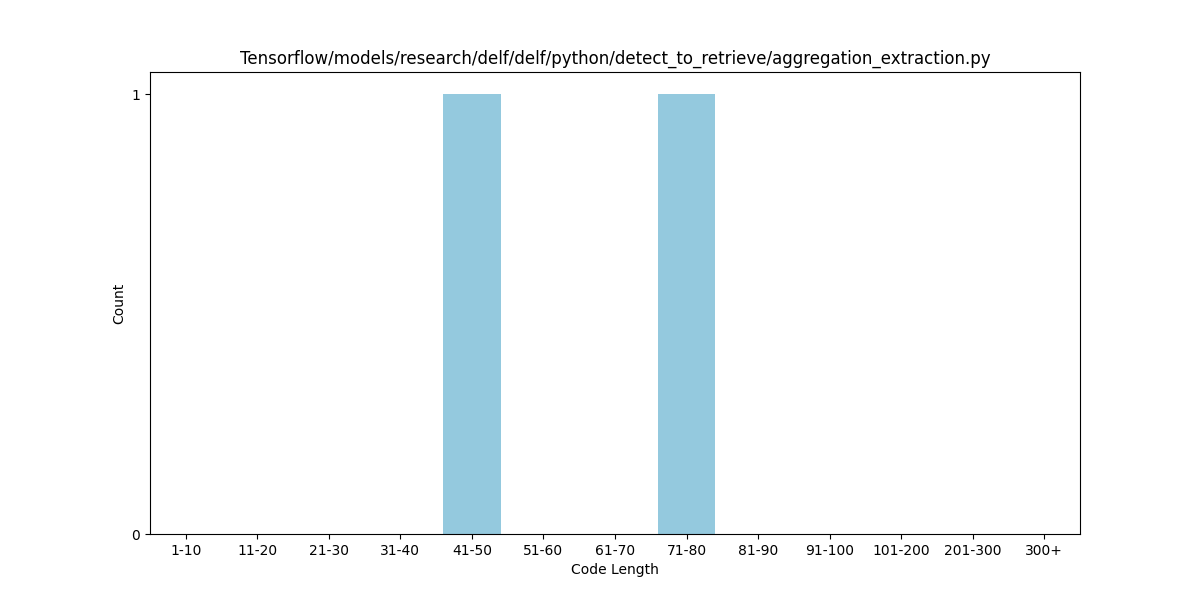 Tensorflow/models/research/delf/delf/python/detect_to_retrieve/aggregation_extraction.py
1
Count
0
1-10 11-20 21-30 31-40 41-50 51-60 61-70 71-80 81-90 91-100 101-200 201-300 300+
Code Length